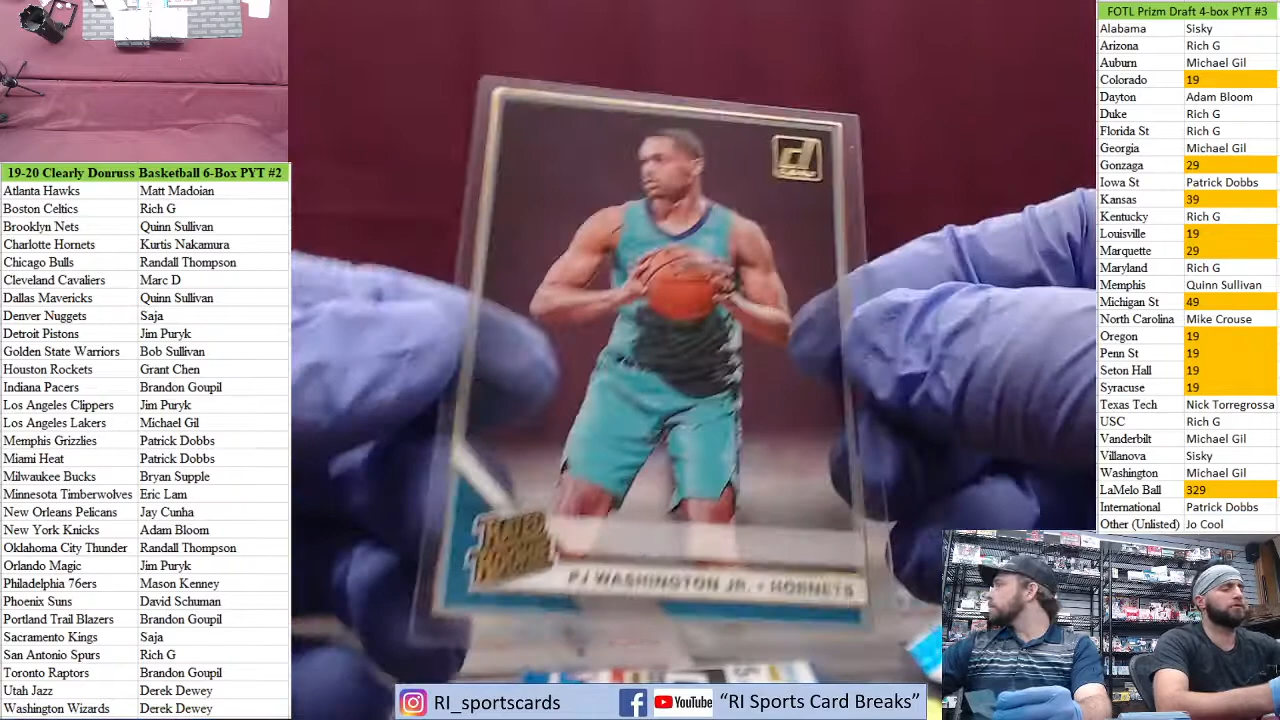 19-20 Clearly Donruss Basketball 6-Box PYT #2
Atlanta Hawks Matt Madoian
Boston Celtics Rich G
Brooklyn Nets Quinn Sullivan
Charlotte Hornets Kurtis Nakamura
Chicago Bulls Randall Thompson
Cleveland Cavaliers Marc D
Dallas Mavericks Quinn Sullivan
Denver Nuggets Saja
Detroit Pistons Jim Puryk
Golden State Warriors Bob Sullivan
Houston Rockets Grant Chen
Indiana Pacers Brandon Goupil
Los Angeles Clippers Jim Puryk
Los Angeles Lakers Michael Gil
Memphis Grizzlies Patrick Dobbs
Miami Heat Patrick Dobbs
Milwaukee Bucks Bryan Supple
Minnesota Timberwolves Eric Lam
New Orleans Pelicans Jay Cunha
New York Knicks Adam Bloom
Oklahoma City Thunder Randall Thompson
Orlando Magic Jim Puryk
Philadelphia 76ers Mason Kenney
Phoenix Suns David Schuman
Portland Trail Blazers Brandon Goupil
Sacramento Kings Saja
San Antonio Spurs Rich G
Toronto Raptors Brandon Goupil
Utah Jazz Derek Dewey
Washington Wizards Derek Dewey
d
RATED
ROOKIE
PJ WASHINGTON JR. - HORNETS
RI_sportscards
YouTube "RI Sports Card Breaks"
FOTL Prizm Draft 4-box PYT #3
Alabama Sisky
Arizona Rich G
Auburn Michael Gil
Colorado 19
Dayton Adam Bloom
Duke Rich G
Florida St Rich G
Georgia Michael Gil
Gonzaga 29
Iowa St Patrick Dobbs
Kansas 39
Kentucky Rich G
Louisville 19
Marquette 29
Maryland Rich G
Memphis Quinn Sullivan
Michigan St 49
North Carolina Mike Crouse
Oregon 19
Penn St 19
Seton Hall 19
Syracuse 19
Texas Tech Nick Torregrossa
USC Rich G
Vanderbilt Michael Gil
Villanova Sisky
Washington Michael Gil
LaMelo Ball 329
International Patrick Dobbs
Other (Unlisted) Jo Cool